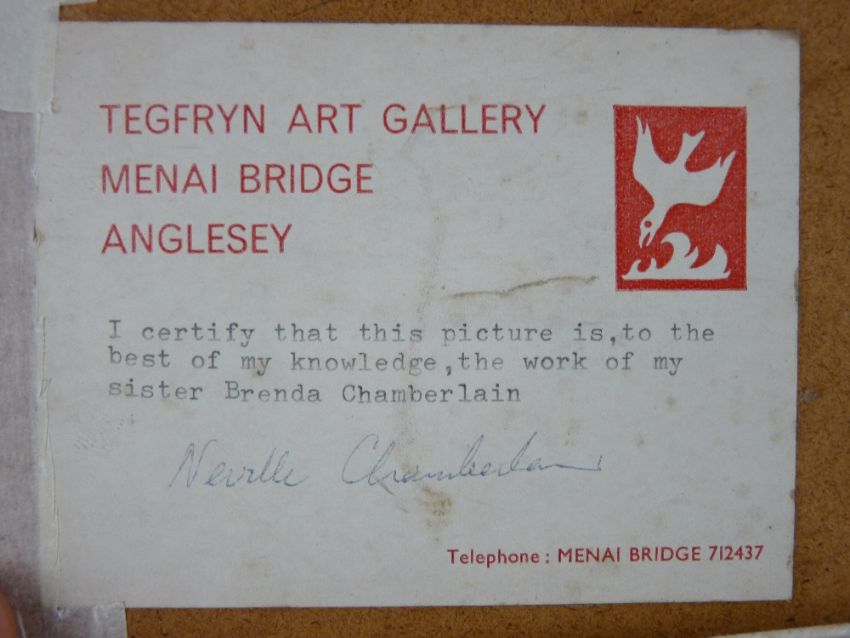 TEGFRYN ART GALLERY
MENAI BRIDGE
ANGLESEY
I certify that this picture is,to the
best of my knowledge,the work of my
sister Brenda Chamberlain
Neville Chamberlain
Telephone: MENAI BRIDGE 712437